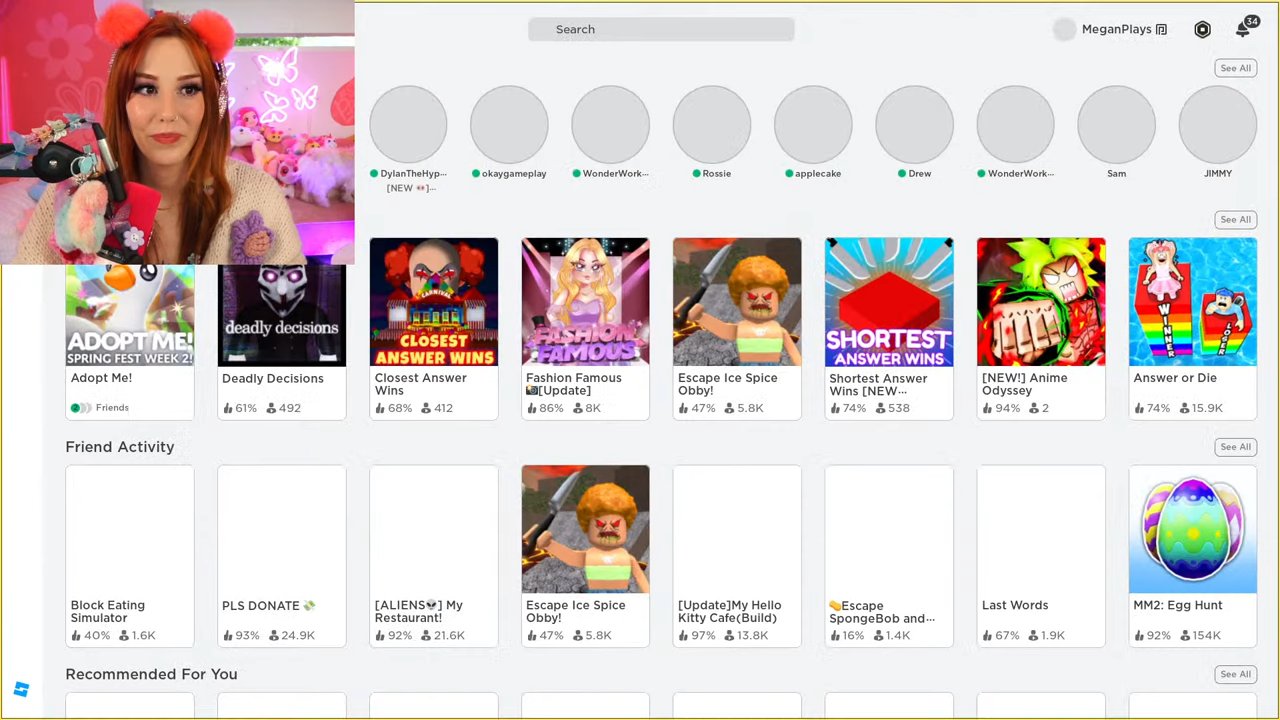 Search
MeganPlays
34
See All
DylanTheHyp···
[NEW 👀]···
okaygameplay
WonderWork···
Rossie
applecake
Drew
WonderWork···
Sam
JIMMY
See All
ADOPT ME!
SPRING FEST WEEK 2!
Adopt Me!
2 Friends
deadly decisions
Deadly Decisions
61% 492
CARNIVAL
CLOSEST
ANSWER WINS
Closest Answer
Wins
68% 412
FASHION
FAMOUS
Fashion Famous
📸[Update]
86% 8K
Escape Ice Spice
Obby!
47% 5.8K
SHORTEST
ANSWER WINS
Shortest Answer
Wins [NEW···
74% 538
[NEW!] Anime
Odyssey
94% 2
WINNER
LOSER
Answer or Die
74% 15.9K
Friend Activity
See All
Block Eating
Simulator
40% 1.6K
PLS DONATE 💸
93% 24.9K
[ALIENS👽] My
Restaurant!
92% 21.6K
Escape Ice Spice
Obby!
47% 5.8K
[Update]My Hello
Kitty Cafe(Build)
97% 13.8K
🧽Escape
SpongeBob and···
16% 1.4K
Last Words
67% 1.9K
MM2: Egg Hunt
92% 154K
Recommended For You
See All